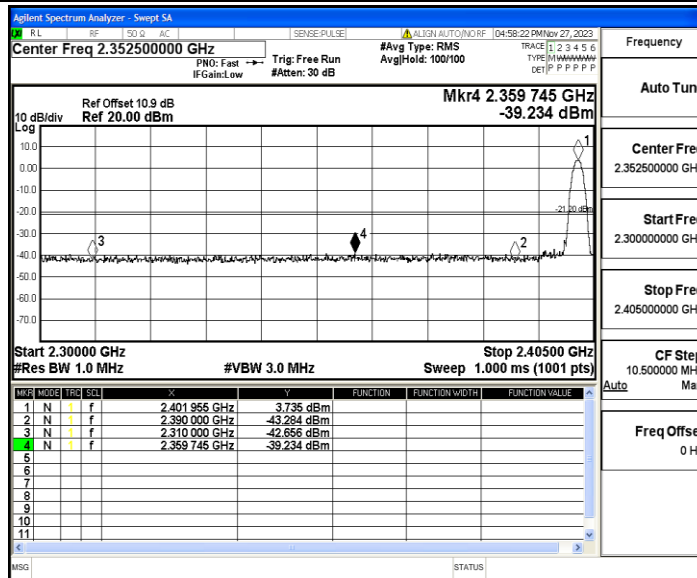 Agilent Spectrum Analyzer - Swept SA
RL RF 50 Ω AC SENSE:PULSE ALIGN AUTO/NO RF 04:58:22 PM Nov 27, 2023
Center Freq 2.352500000 GHz
PNO: Fast
IFGain:Low
Trig: Free Run
#Atten: 30 dB
#Avg Type: RMS
Avg|Hold: 100/100
TRACE 1 2 3 4 5 6
TYPE M
DET P P P P P P
Ref Offset 10.9 dB
10 dB/div Ref 20.00 dBm
Log
Mkr4 2.359 745 GHz
-39.234 dBm
10.0
0.00
-10.0
-20.0
-30.0
-40.0
-50.0
-60.0
-70.0
1
-21.20 dBm
3
4
2
Start 2.30000 GHz Stop 2.40500 GHz
#Res BW 1.0 MHz #VBW 3.0 MHz Sweep 1.000 ms (1001 pts)
MKR MODE TRC SCL X Y FUNCTION FUNCTION WIDTH FUNCTION VALUE
1 N 1 f 2.401 955 GHz 3.735 dBm
2 N 1 f 2.390 000 GHz -43.284 dBm
3 N 1 f 2.310 000 GHz -42.656 dBm
4 N 1 f 2.359 745 GHz -39.234 dBm
5
6
7
8
9
10
11
MSG STATUS
Frequency
Auto Tun
Center Fre
2.352500000 GH
Start Fre
2.300000000 GH
Stop Fre
2.405000000 GH
CF Step
10.500000 MH
Auto Ma
Freq Offse
0 H